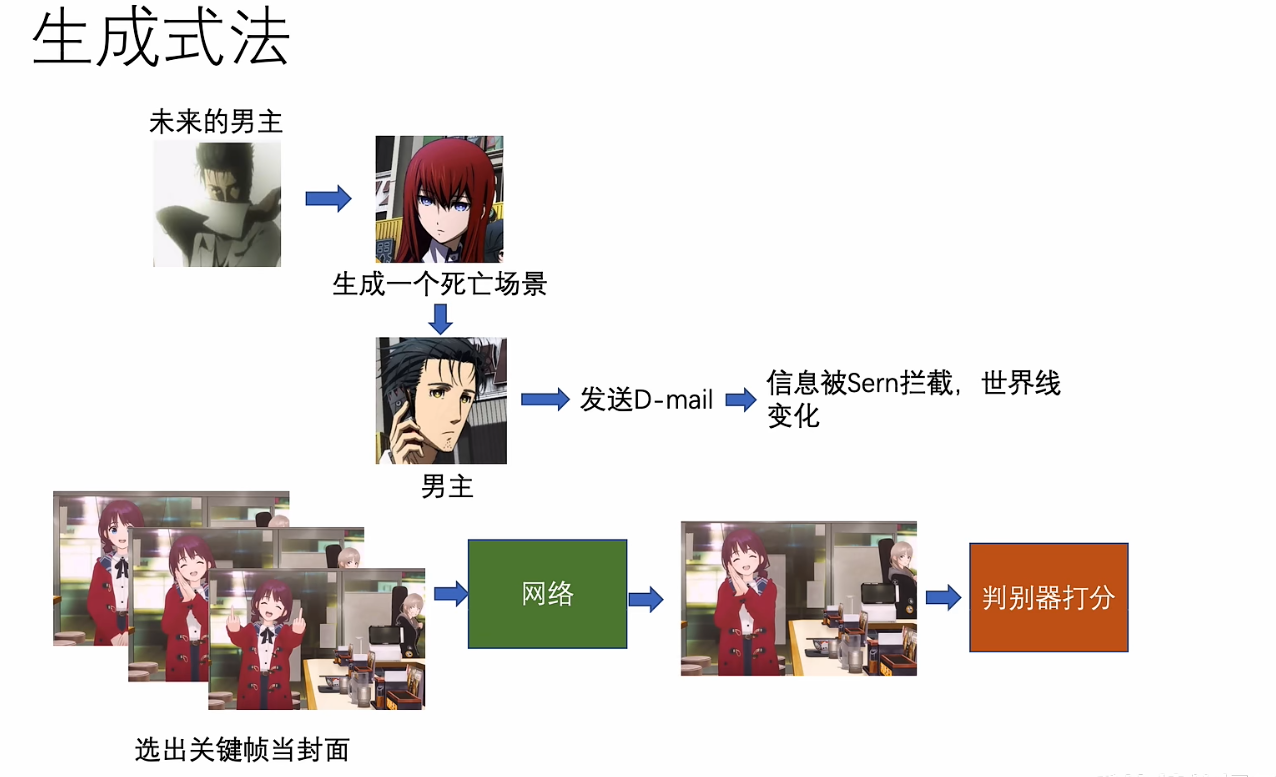 生成式法
未来的男主
生成一个死亡场景
发送D-mail
信息被Sern拦截，世界线
变化
男主
网络
判别器打分
选出关键帧当封面